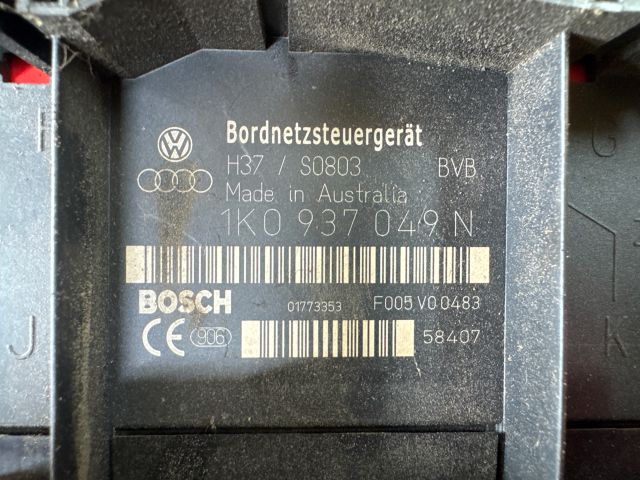 Bordnetzsteuergerät
H37 / S0803 BVB
Made in Australia
1K0 937 049 N
BOSCH 01773353 F005 V0 0483
CE 906 58407
G
J K